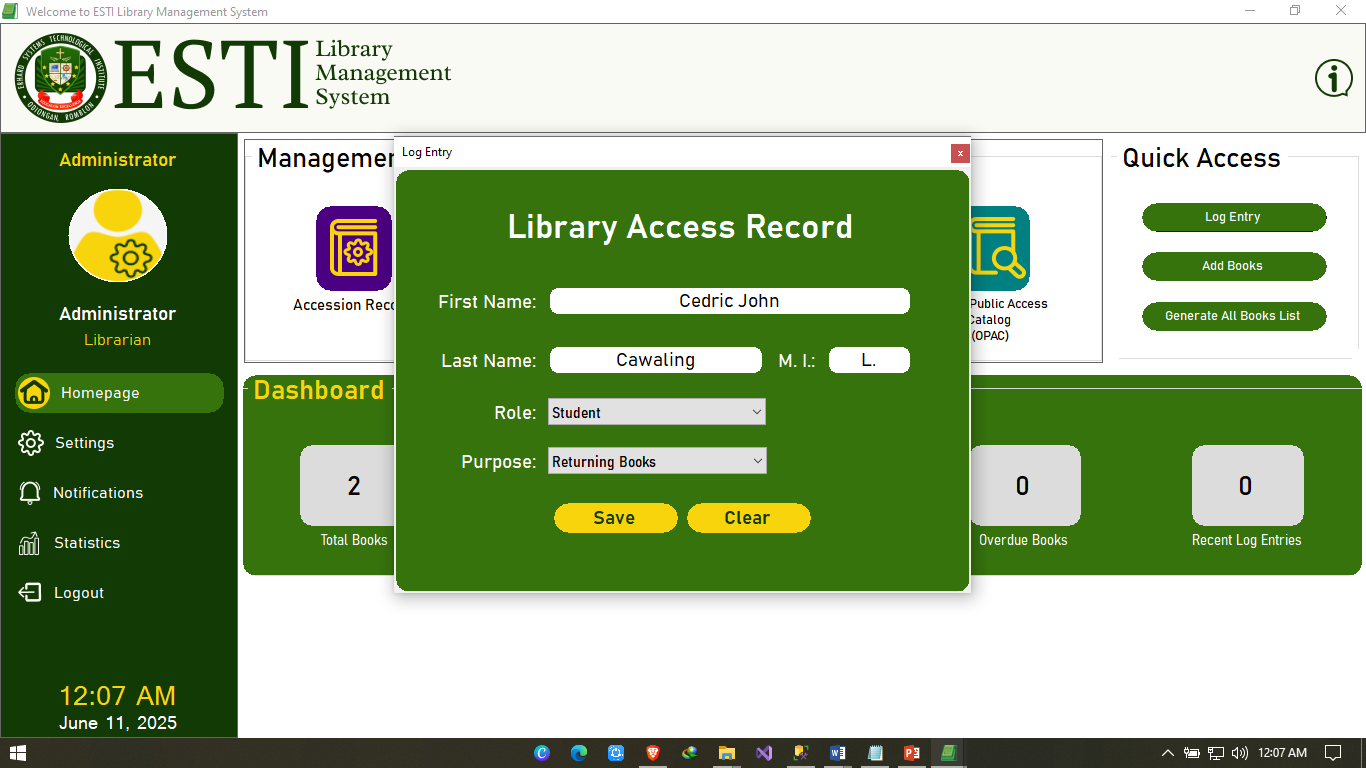 Welcome to ESTI Library Management System
ERHARD SYSTEMS TECHNOLOGICAL INSTITUTE
ODIONGAN, ROMBLON
ESTI
Library
Management
System
Administrator
Administrator
Librarian
Homepage
Settings
Notifications
Statistics
Logout
12:07 AM
June 11, 2025
Managemen
Accession Reco
Public Access
Catalog
(OPAC)
Quick Access
Log Entry
Add Books
Generate All Books List
Log Entry
x
Library Access Record
First Name: Cedric John
Last Name: Cawaling M. I.: L.
Role: Student
Purpose: Returning Books
Save Clear
Dashboard
2
Total Books
0
Overdue Books
0
Recent Log Entries
12:07 AM